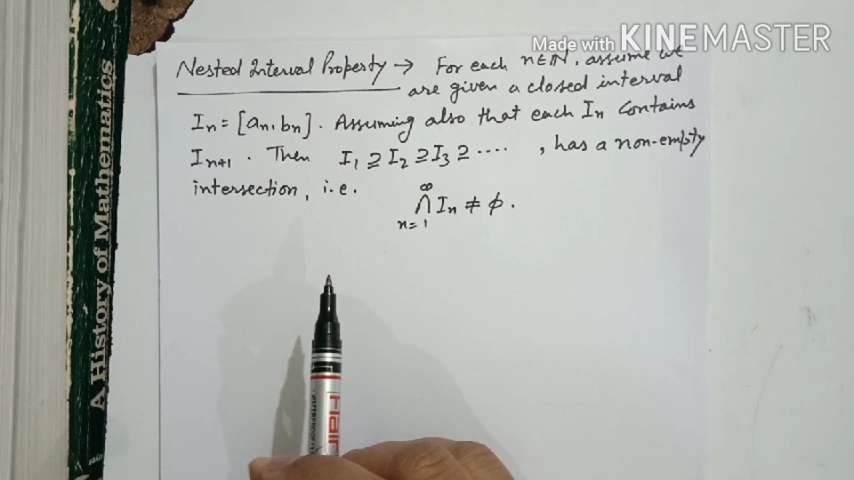 Made with KINEMASTER
Nested Interval Property → For each n∈ℕ, assume we
are given a closed interval
Iₙ = [aₙ, bₙ]. Assuming also that each Iₙ contains
Iₙ₊₁. Then I₁ ⊇ I₂ ⊇ I₃ ⊇ ....., has a non-empty
intersection, i.e.
∞
⋂ Iₙ ≠ ϕ.
n=1
A History of Mathematics
Hair